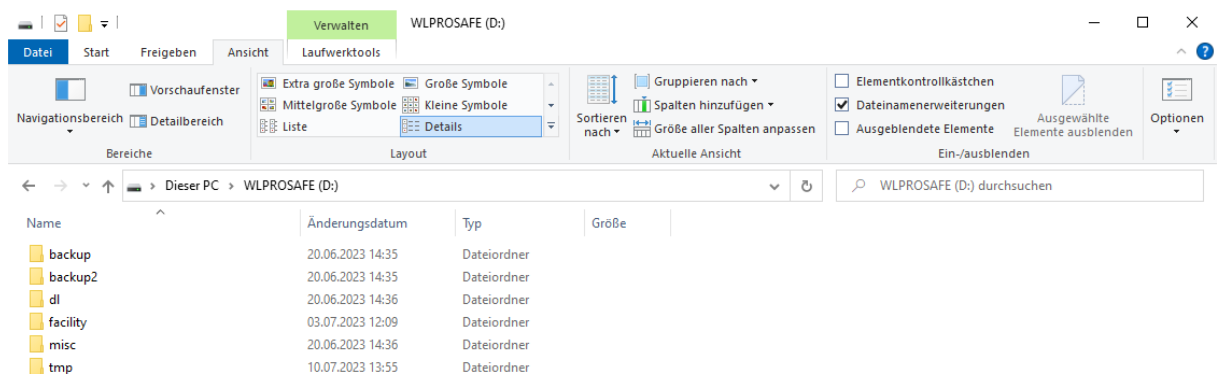 Verwalten WLPROSAFE (D:)
Datei Start Freigeben Ansicht Laufwerktools
Navigationsbereich
Vorschaufenster
Detailbereich
Bereiche
Extra große Symbole Große Symbole
Mittelgroße Symbole Kleine Symbole
Liste Details
Layout
Sortieren
nach
Gruppieren nach
Spalten hinzufügen
Größe aller Spalten anpassen
Aktuelle Ansicht
Elementkontrollkästchen
Dateinamenerweiterungen
Ausgeblendete Elemente
Ausgewählte
Elemente ausblenden
Ein-/ausblenden
Optionen
Dieser PC > WLPROSAFE (D:)
WLPROSAFE (D:) durchsuchen
Name Änderungsdatum Typ Größe
backup 20.06.2023 14:35 Dateiordner
backup2 20.06.2023 14:35 Dateiordner
dl 20.06.2023 14:36 Dateiordner
facility 03.07.2023 12:09 Dateiordner
misc 20.06.2023 14:36 Dateiordner
tmp 10.07.2023 13:55 Dateiordner